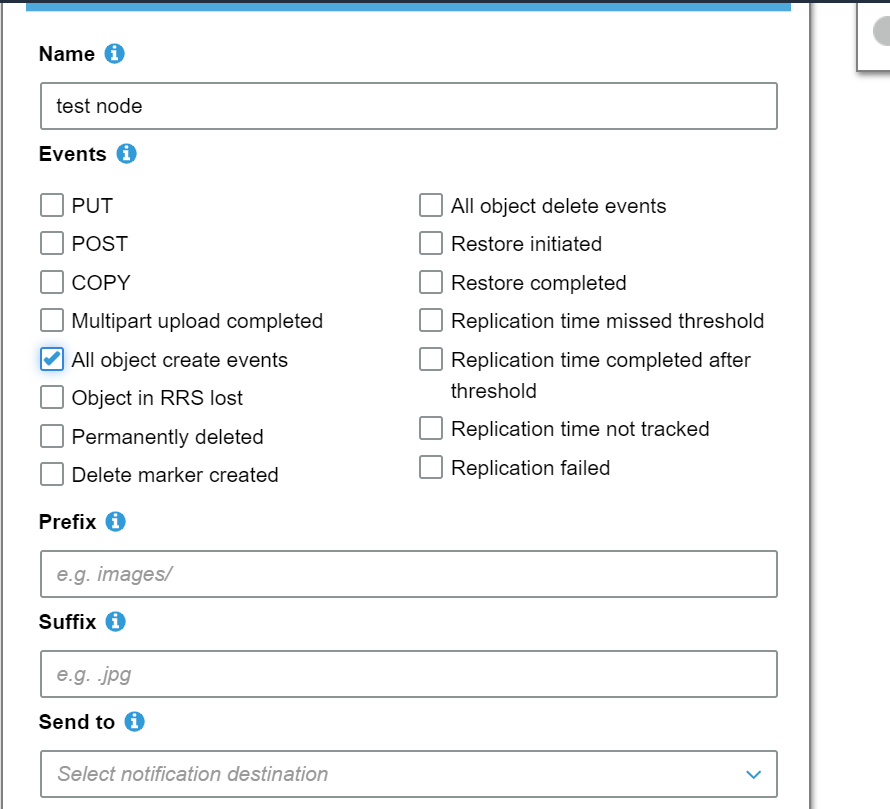 Name
test node
Events
PUT
POST
COPY
Multipart upload completed
All object create events
Object in RRS lost
Permanently deleted
Delete marker created
All object delete events
Restore initiated
Restore completed
Replication time missed threshold
Replication time completed after
threshold
Replication time not tracked
Replication failed
Prefix
e.g. images/
Suffix
e.g. .jpg
Send to
Select notification destination